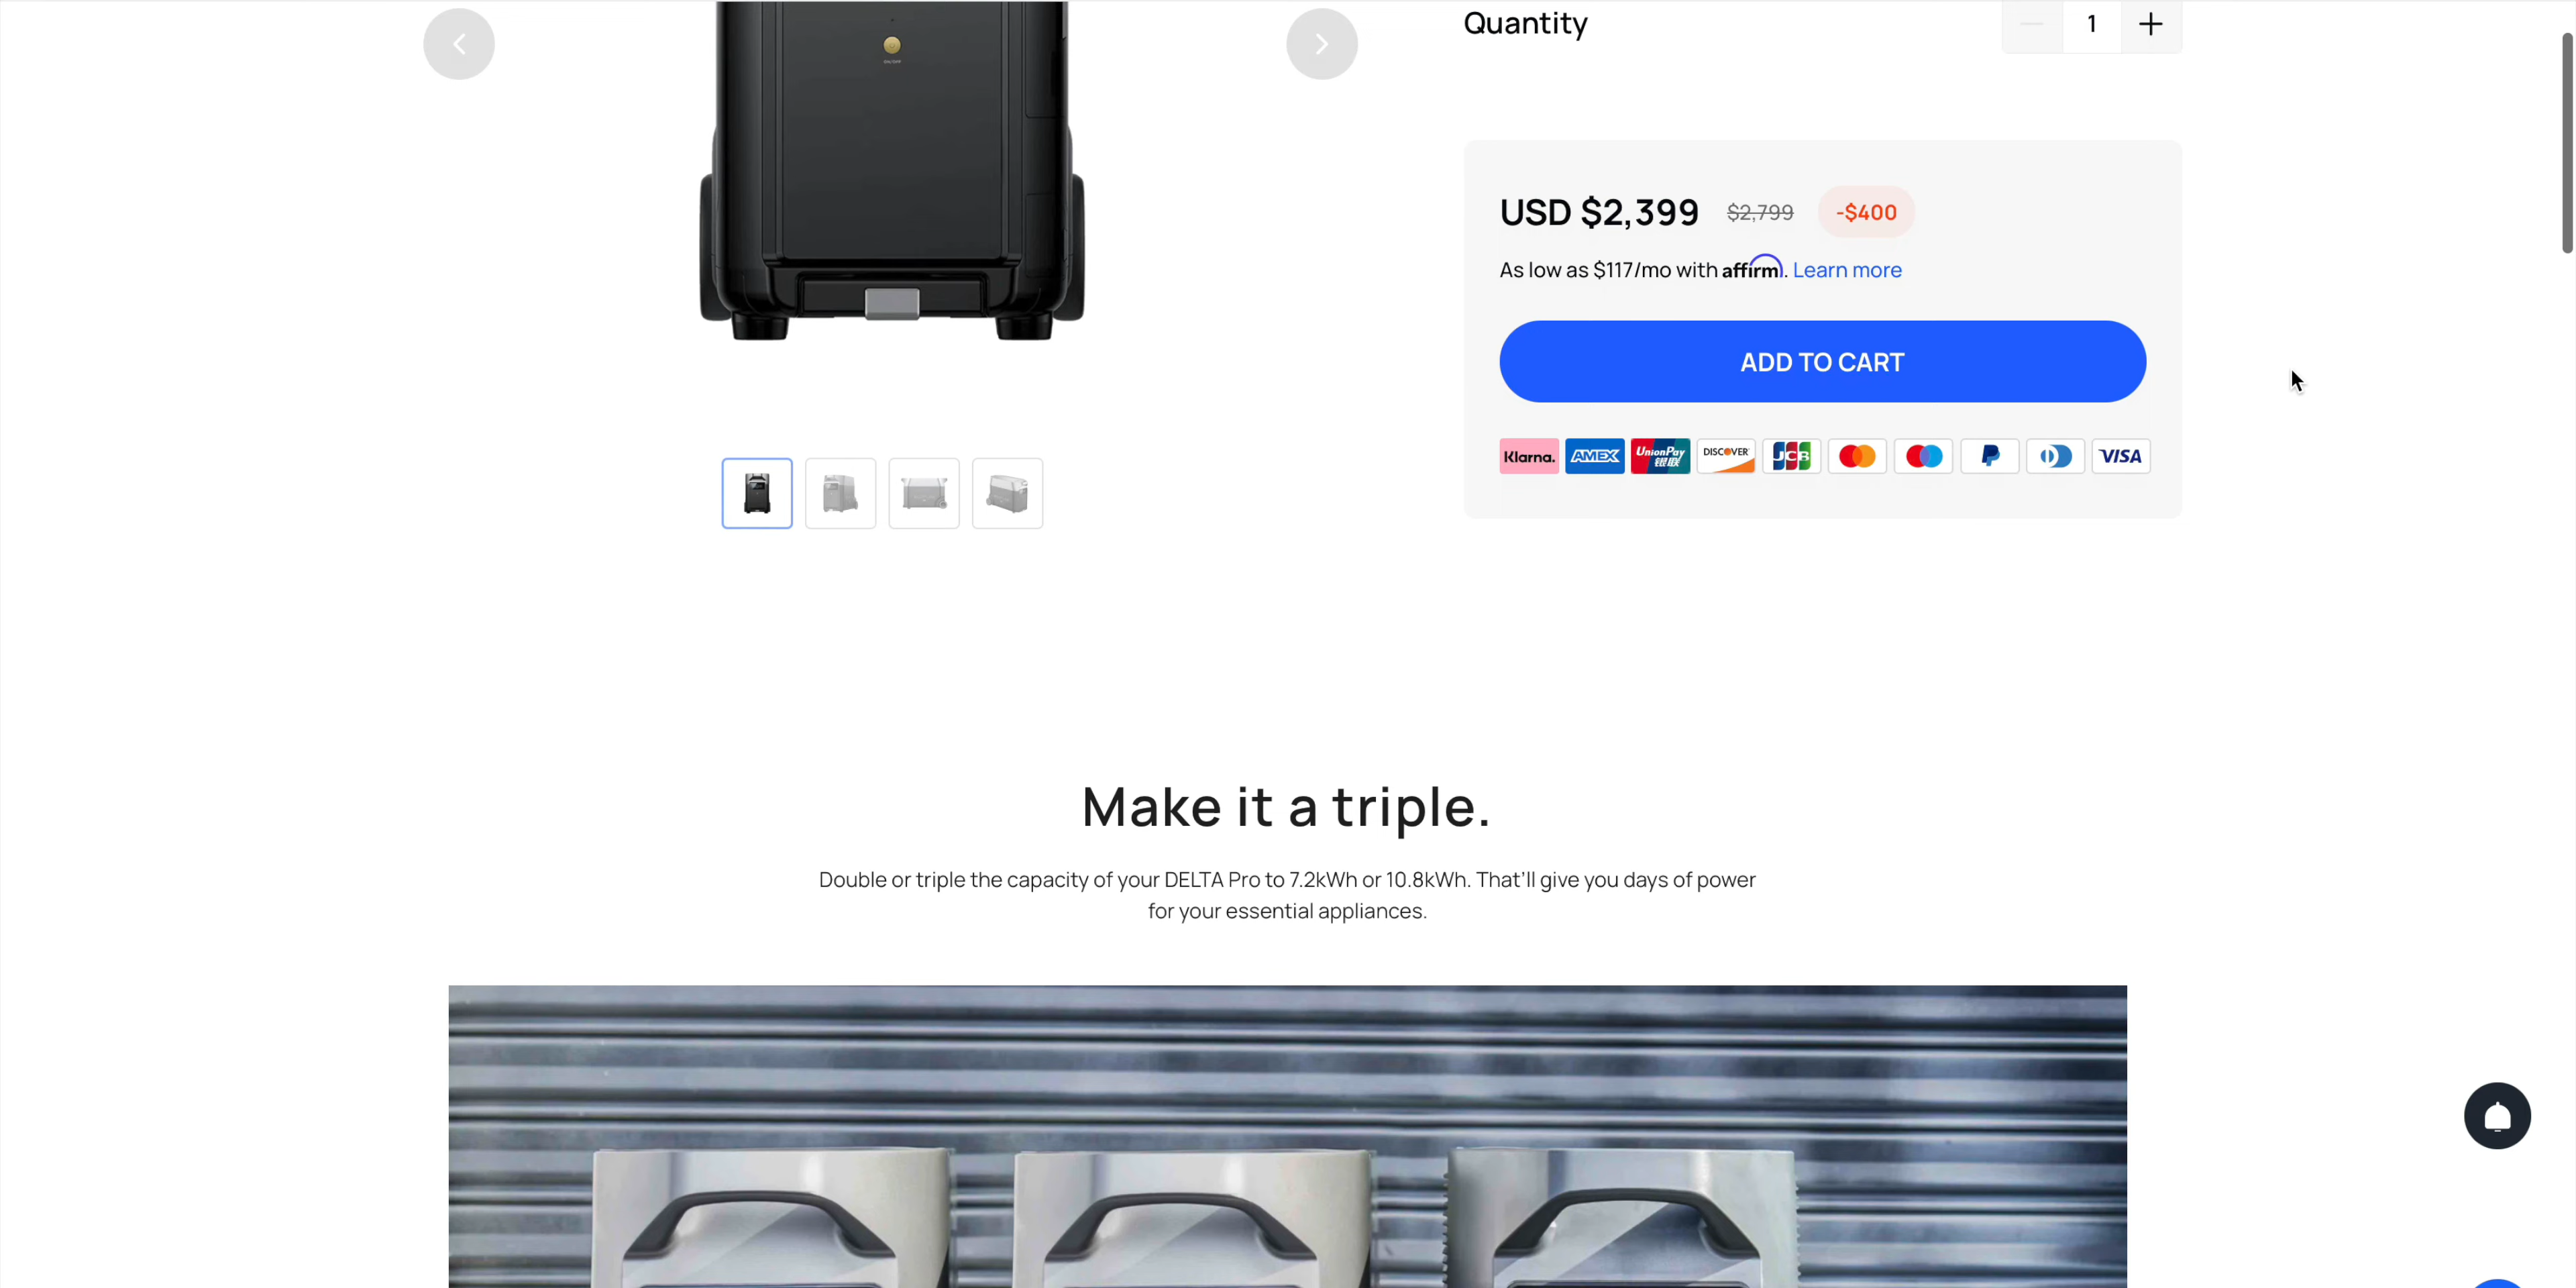 Quantity
1
USD $2,399 $2,799 -$400
As low as $117/mo with affirm. Learn more
ADD TO CART
Klarna. AMEX UnionPay 银联 DISCOVER JCB VISA
Make it a triple.
Double or triple the capacity of your DELTA Pro to 7.2kWh or 10.8kWh. That'll give you days of power
for your essential appliances.